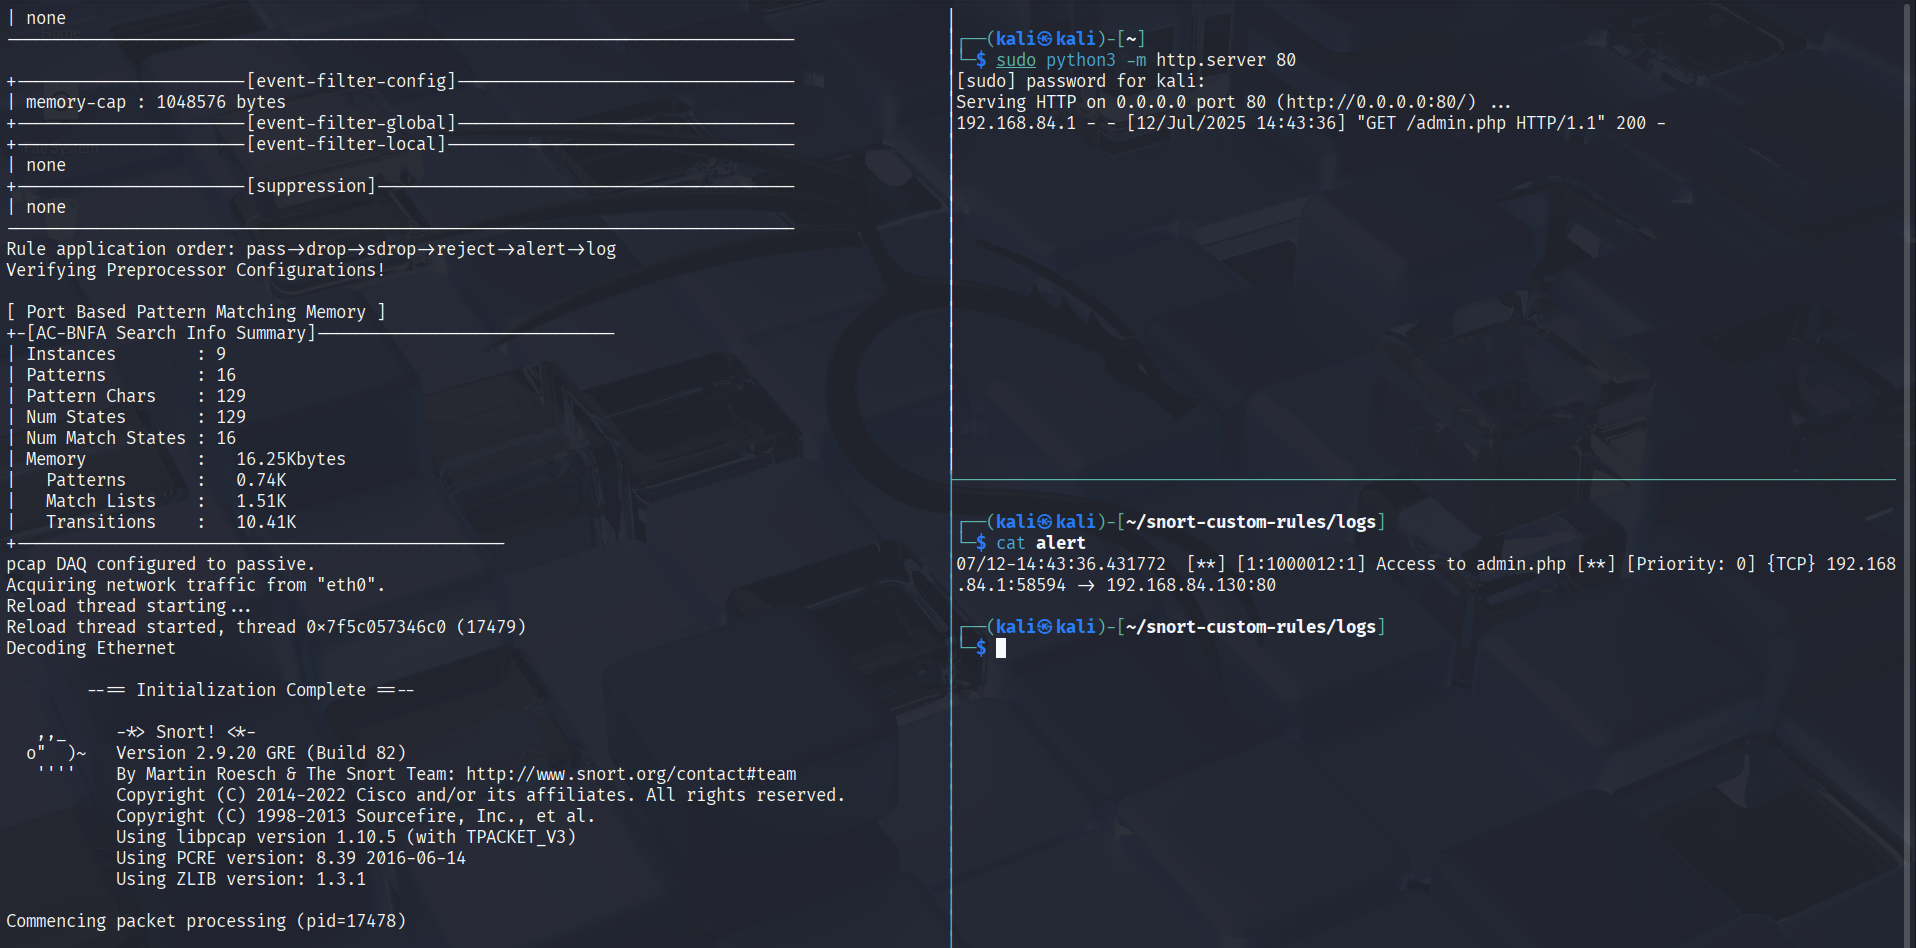 | none
+-----------------------[event-filter-config]----------------------------------
| memory-cap : 1048576 bytes
+-----------------------[event-filter-global]----------------------------------
+-----------------------[event-filter-local]-----------------------------------
| none
+-----------------------[suppression]------------------------------------------
| none
-------------------------------------------------------------------------------
Rule application order: pass->drop->sdrop->reject->alert->log
Verifying Preprocessor Configurations!
[ Port Based Pattern Matching Memory ]
+-[AC-BNFA Search Info Summary]------------------------------
| Instances        : 9
| Patterns         : 16
| Pattern Chars    : 129
| Num States       : 129
| Num Match States : 16
| Memory           :   16.25Kbytes
|   Patterns       :   0.74K
|   Match Lists    :   1.51K
|   Transitions    :   10.41K
+-------------------------------------------------
pcap DAQ configured to passive.
Acquiring network traffic from "eth0".
Reload thread starting...
Reload thread started, thread 0x7f5c057346c0 (17479)
Decoding Ethernet
--== Initialization Complete ==--
,,_     -*> Snort! <*-
o"  )~   Version 2.9.20 GRE (Build 82)
''''    By Martin Roesch & The Snort Team: http://www.snort.org/contact#team
Copyright (C) 2014-2022 Cisco and/or its affiliates. All rights reserved.
Copyright (C) 1998-2013 Sourcefire, Inc., et al.
Using libpcap version 1.10.5 (with TPACKET_V3)
Using PCRE version: 8.39 2016-06-14
Using ZLIB version: 1.3.1
Commencing packet processing (pid=17478)
┌──(kali㉿kali)-[~]
└─$ sudo python3 -m http.server 80
[sudo] password for kali:
Serving HTTP on 0.0.0.0 port 80 (http://0.0.0.0:80/) ...
192.168.84.1 - - [12/Jul/2025 14:43:36] "GET /admin.php HTTP/1.1" 200 -
┌──(kali㉿kali)-[~/snort-custom-rules/logs]
└─$ cat alert
07/12-14:43:36.431772  [**] [1:1000012:1] Access to admin.php [**] [Priority: 0] {TCP} 192.168
.84.1:58594 -> 192.168.84.130:80
┌──(kali㉿kali)-[~/snort-custom-rules/logs]
└─$